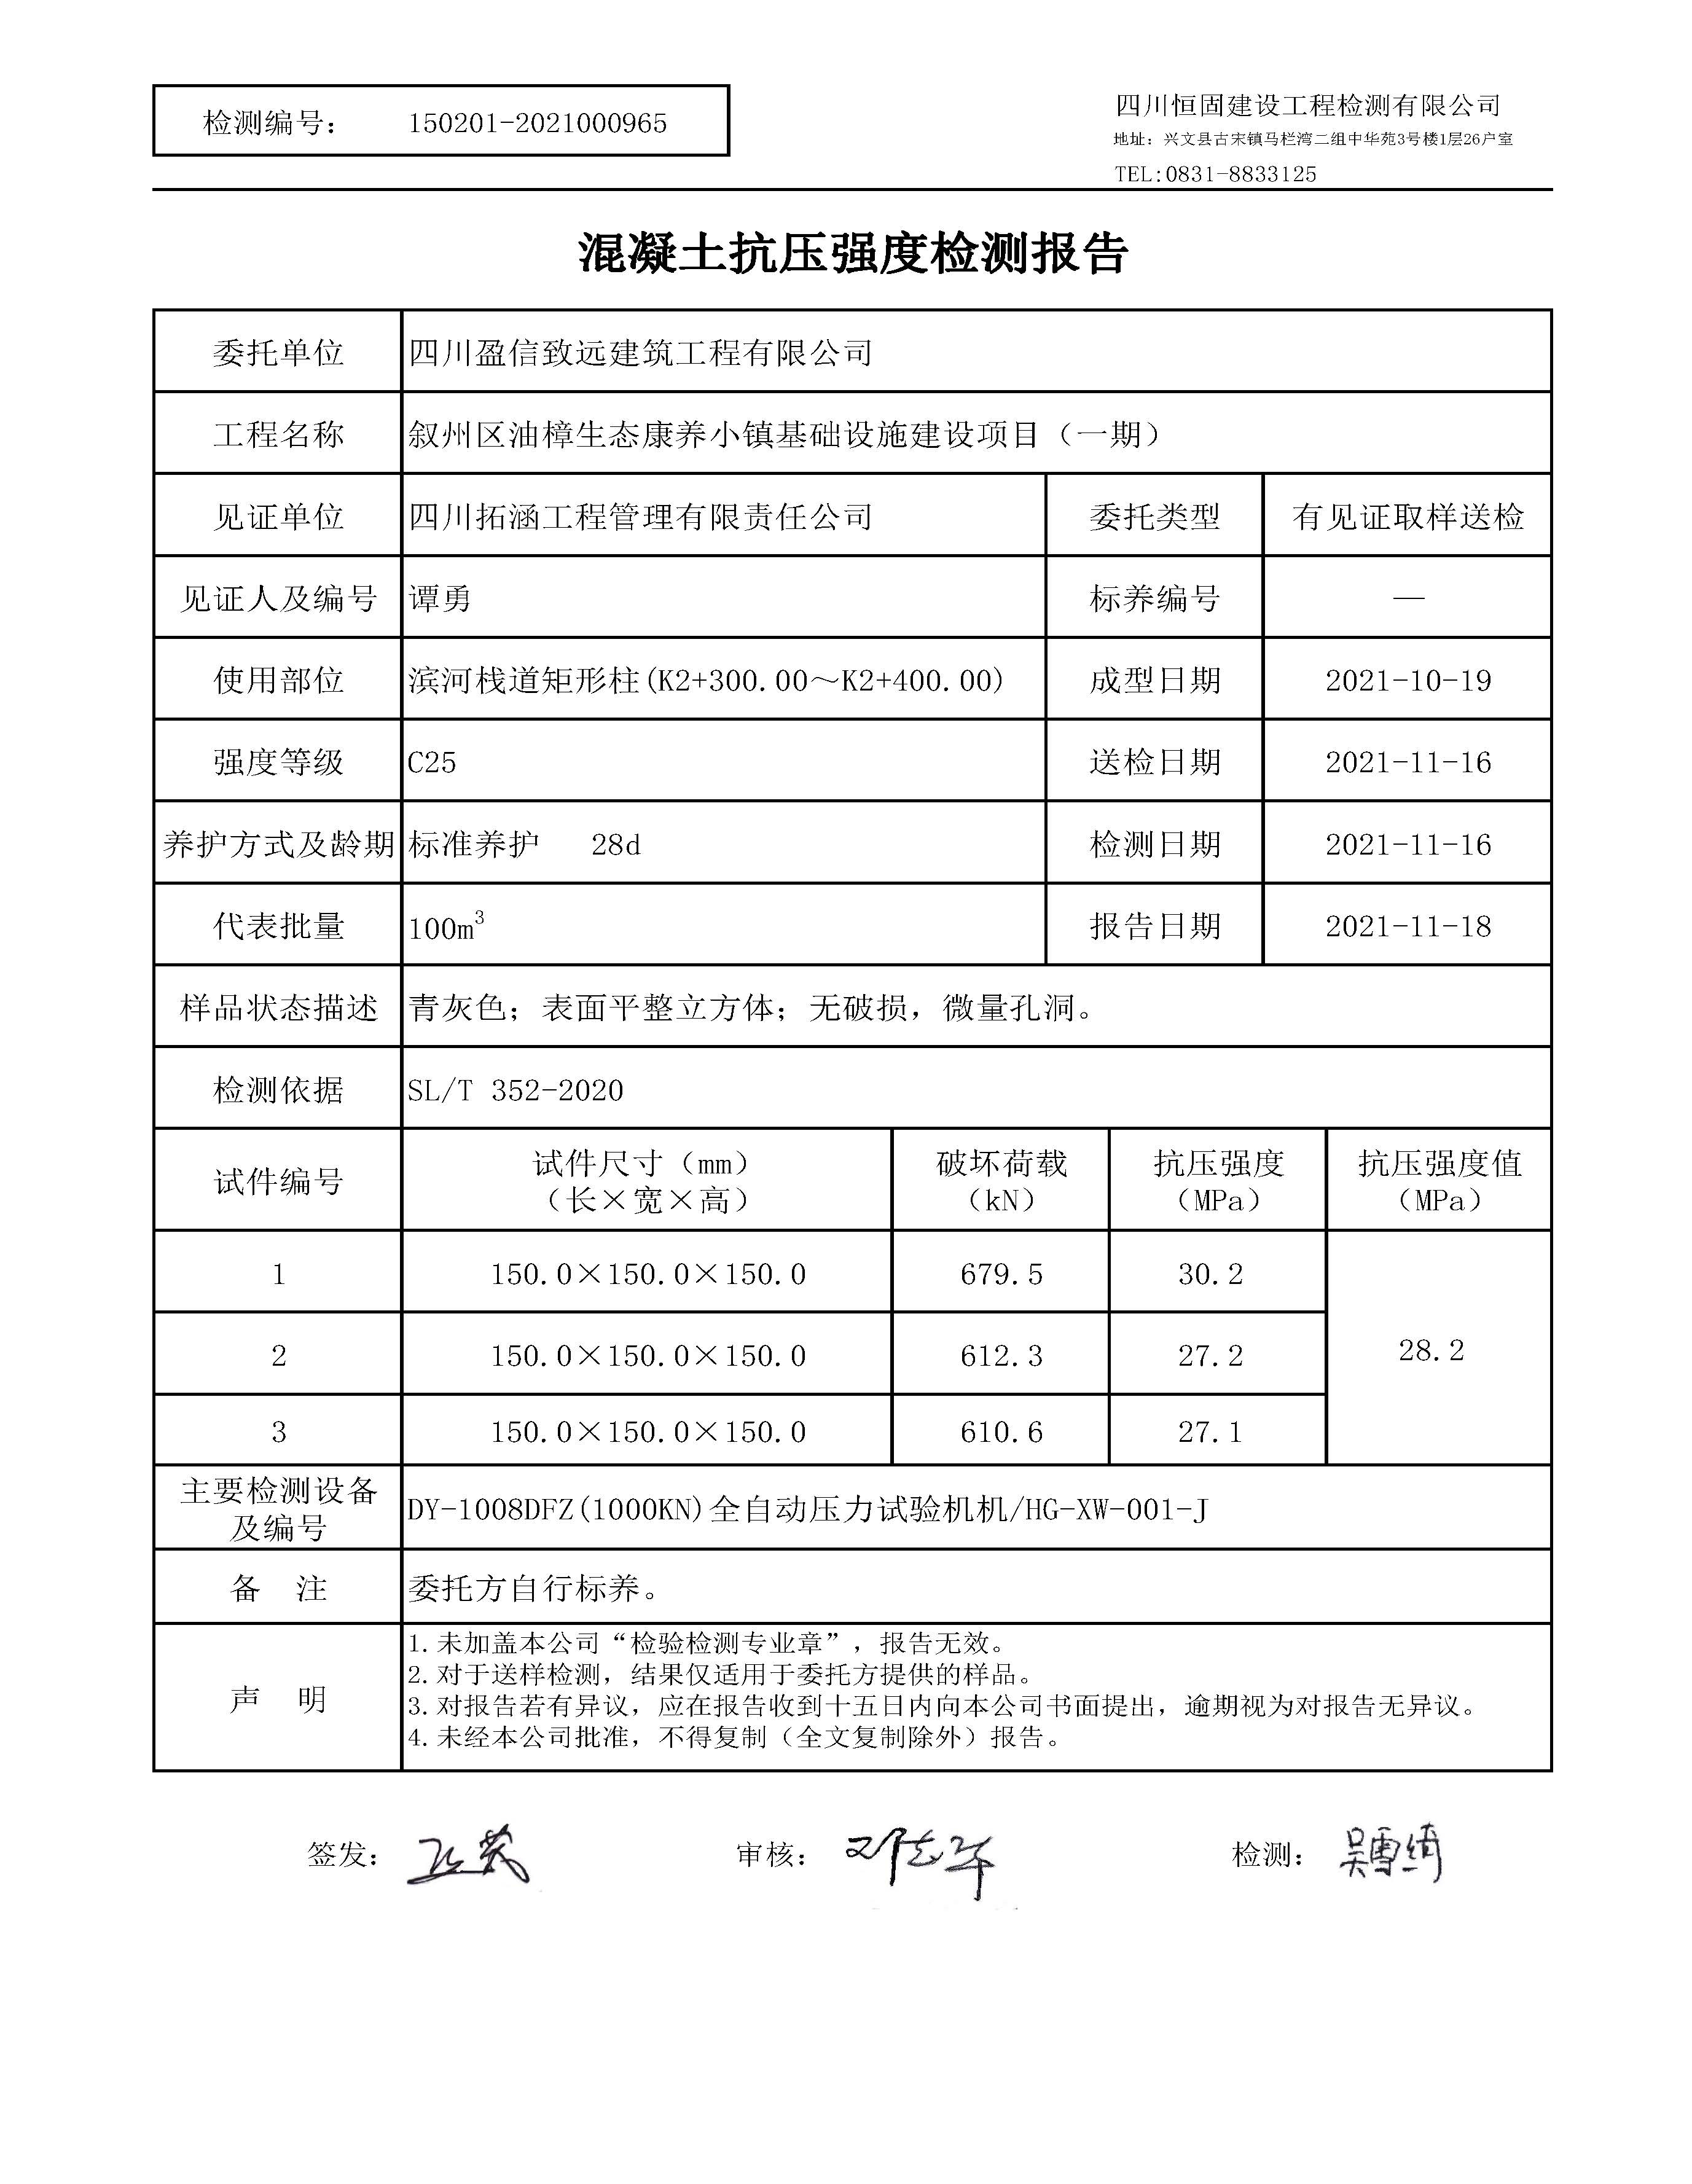 检测编号： 150201-2021000965
四川恒固建设工程检测有限公司
地址：兴文县古宋镇马栏湾二组中华苑3号楼1层26户室
TEL:0831-8833125
混凝土抗压强度检测报告
委托单位 四川盈信致远建筑工程有限公司
工程名称 叙州区油樟生态康养小镇基础设施建设项目（一期）
见证单位 四川拓涵工程管理有限责任公司 委托类型 有见证取样送检
见证人及编号 谭勇 标养编号 —
使用部位 滨河栈道矩形柱(K2+300.00～K2+400.00) 成型日期 2021-10-19
强度等级 C25 送检日期 2021-11-16
养护方式及龄期 标准养护 28d 检测日期 2021-11-16
代表批量 100m³ 报告日期 2021-11-18
样品状态描述 青灰色；表面平整立方体；无破损，微量孔洞。
检测依据 SL/T 352-2020
试件编号 试件尺寸（mm） 破坏荷载 抗压强度 抗压强度值
（长×宽×高） （kN） （MPa） （MPa）
1 150.0×150.0×150.0 679.5 30.2
2 150.0×150.0×150.0 612.3 27.2 28.2
3 150.0×150.0×150.0 610.6 27.1
主要检测设备
及编号 DY-1008DFZ(1000KN)全自动压力试验机机/HG-XW-001-J
备 注 委托方自行标养。
声 明
1.未加盖本公司“检验检测专业章”，报告无效。
2.对于送样检测，结果仅适用于委托方提供的样品。
3.对报告若有异议，应在报告收到十五日内向本公司书面提出，逾期视为对报告无异议。
4.未经本公司批准，不得复制（全文复制除外）报告。
签发： 审核： 检测：吴雪绮